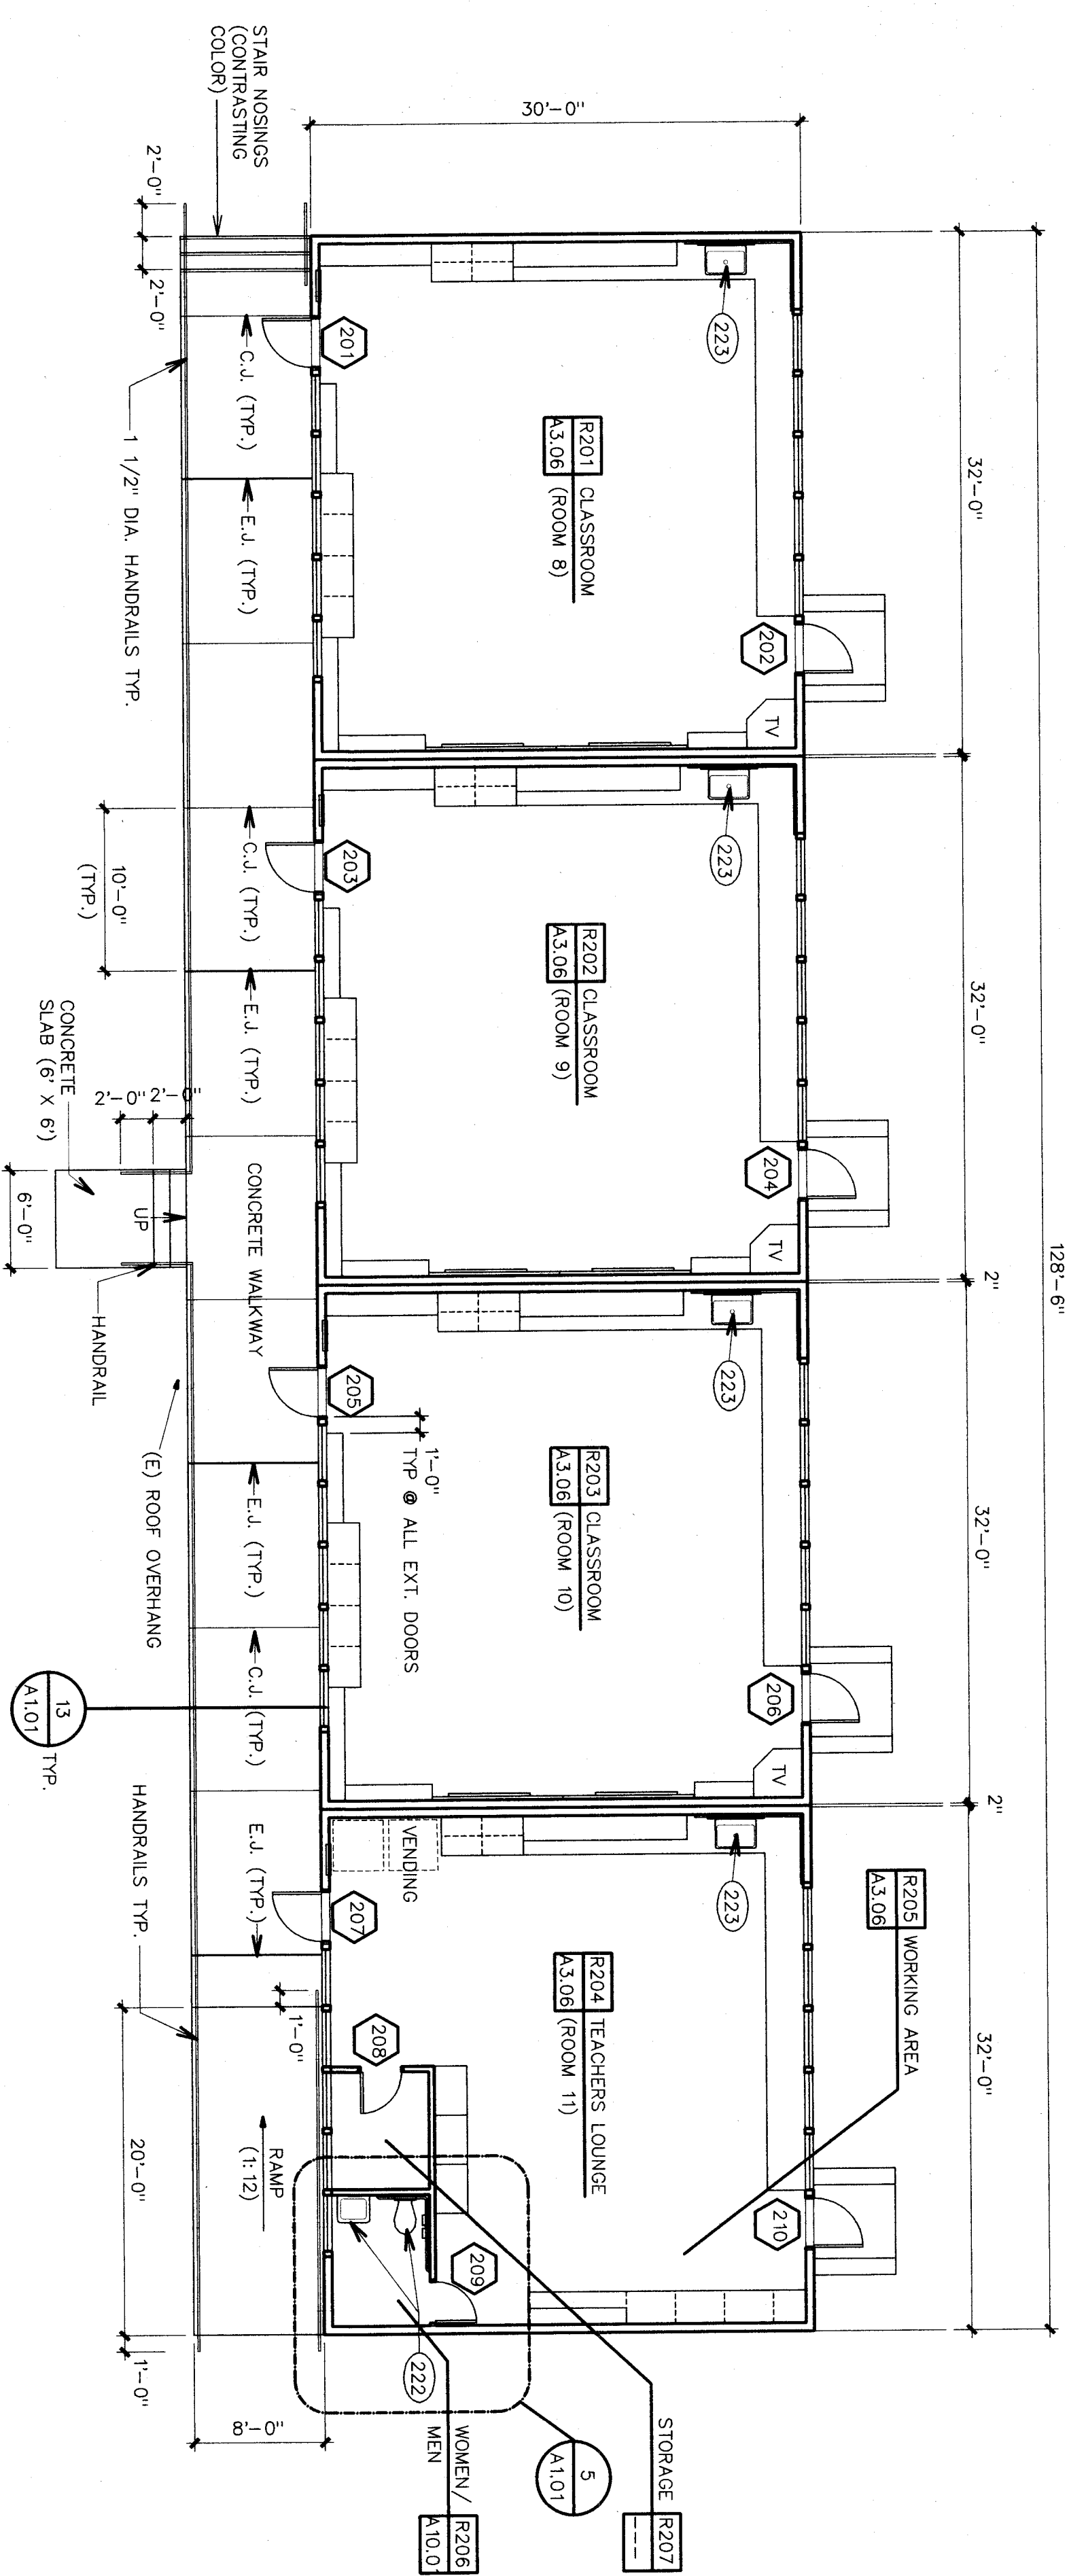 128'-6"
32'-0"
32'-0"
2"
32'-0"
2"
32'-0"
30'-0"
R205
A3.06
WORKING AREA
223
202
TV
223
204
TV
223
206
TV
223
210
R201
A3.06
CLASSROOM
(ROOM 8)
R202
A3.06
CLASSROOM
(ROOM 9)
R203
A3.06
CLASSROOM
(ROOM 10)
R204
A3.06
TEACHERS LOUNGE
(ROOM 11)
STORAGE
R207
---
5
A1.01
1'-0"
TYP @ ALL EXT. DOORS
VENDING
201
203
205
207
208
209
222
WOMEN/
MEN
R206
A10.01
STAIR NOSINGS
(CONTRASTING
COLOR)
C.J. (TYP.)
E.J. (TYP.)
C.J. (TYP.)
E.J. (TYP.)
CONCRETE WALKWAY
E.J. (TYP.)
C.J. (TYP.)
E.J. (TYP.)
1'-0"
RAMP
(1:12)
8'-0"
2'-0"
2'-0"
1 1/2" DIA. HANDRAILS TYP.
10'-0"
(TYP.)
2'-0"
2'-0"
UP
CONCRETE
SLAB (6' X 6')
6'-0"
HANDRAIL
(E) ROOF OVERHANG
13
A1.01
TYP.
HANDRAILS TYP.
20'-0"
1'-0"